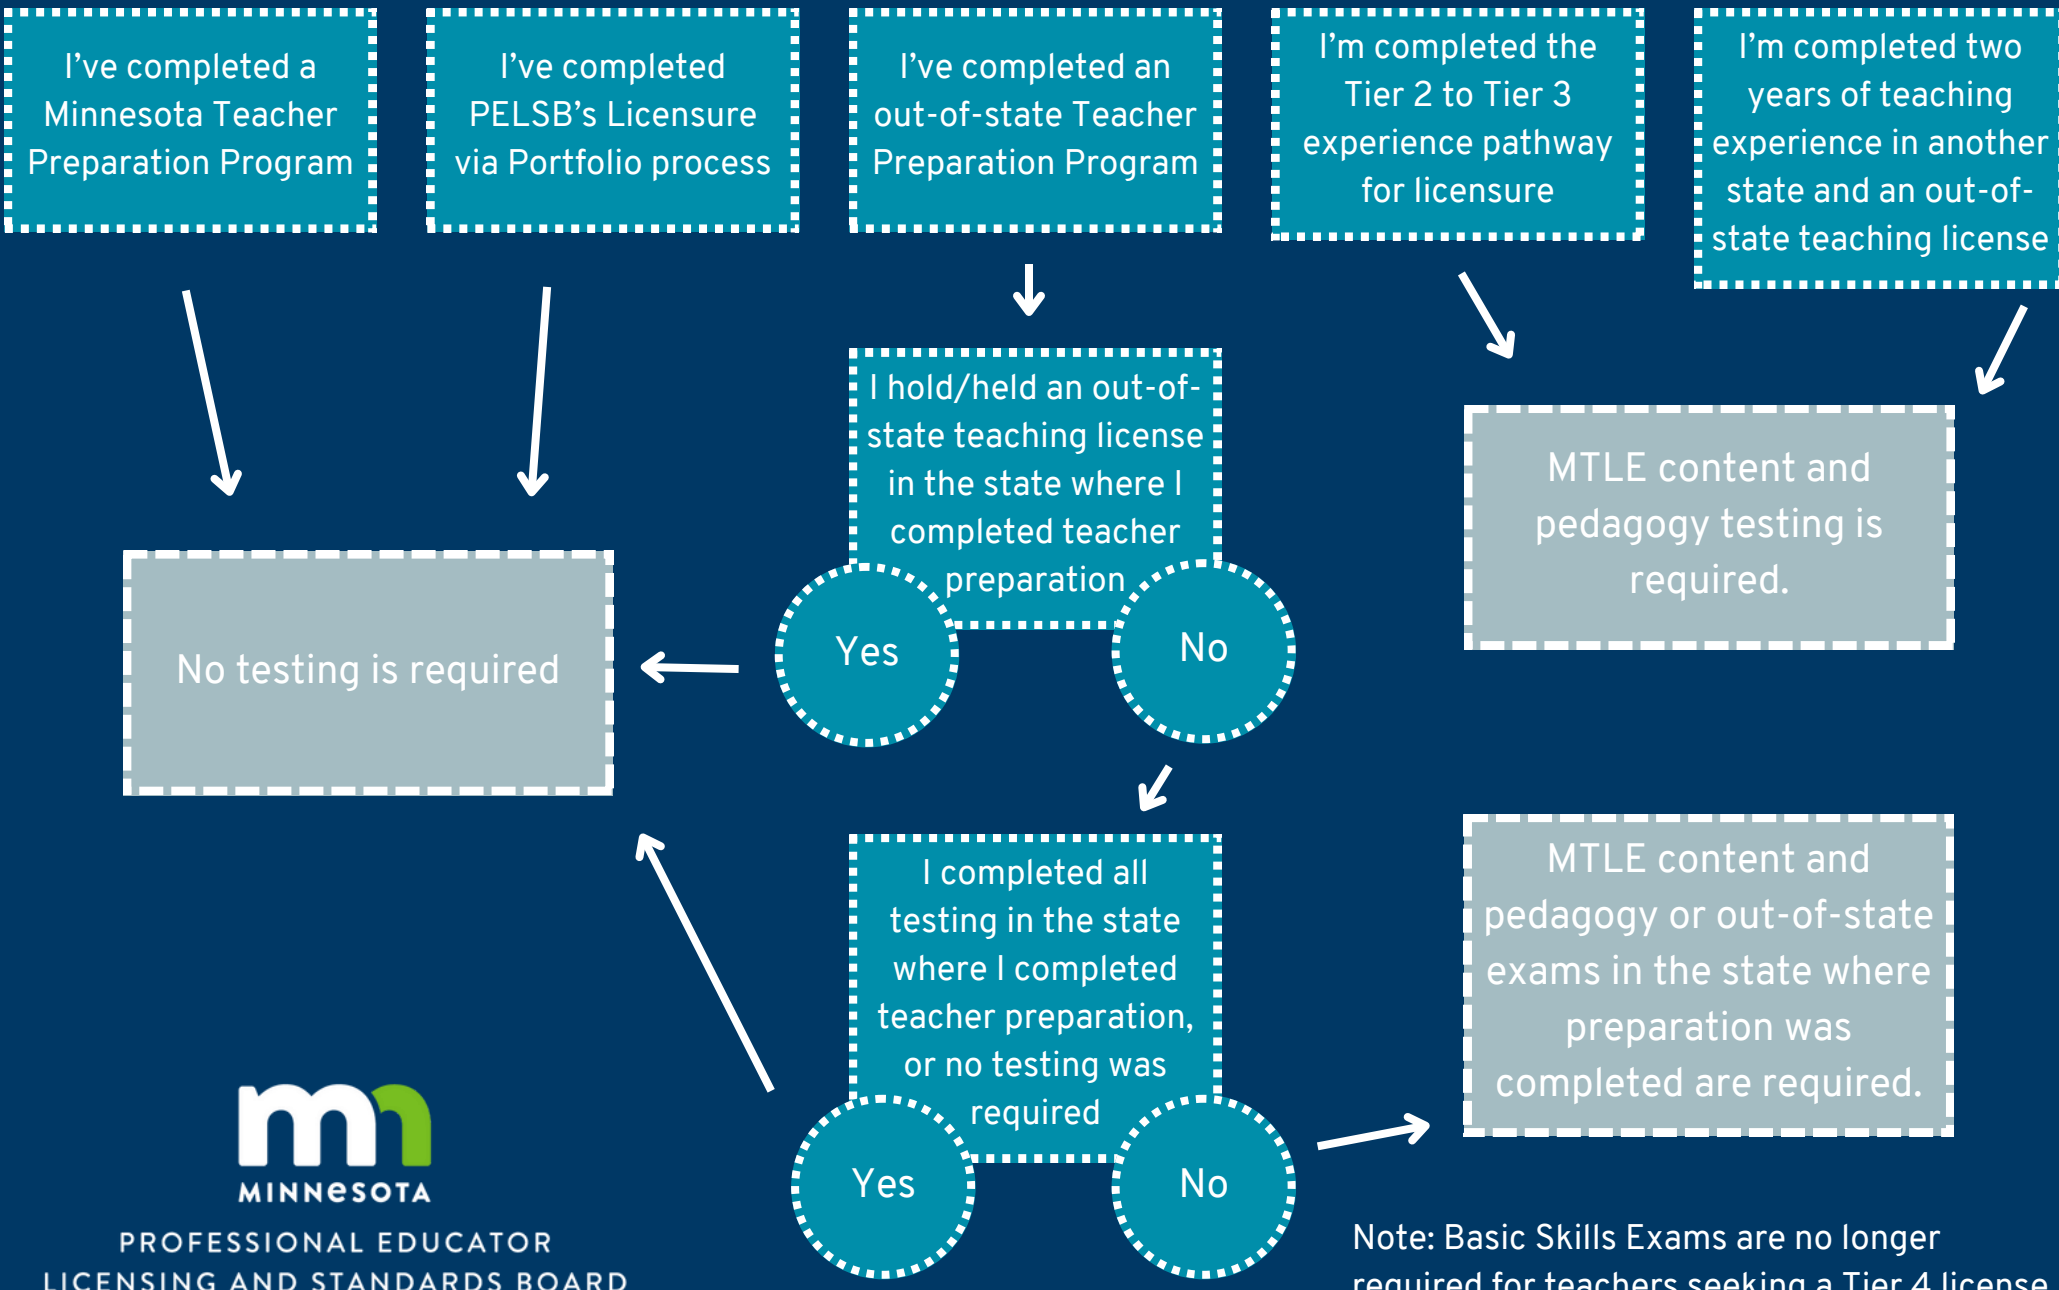 I've completed a
Minnesota Teacher
Preparation Program
I've completed
PELSB's Licensure
via Portfolio process
I've completed an
out-of-state Teacher
Preparation Program
I'm completed the
Tier 2 to Tier 3
experience pathway
for licensure
I'm completed two
years of teaching
experience in another
state and an out-of-
state teaching license
I hold/held an out-of-
state teaching license
in the state where I
completed teacher
preparation
Yes
No
MTLE content and
pedagogy testing is
required.
No testing is required
I completed all
testing in the state
where I completed
teacher preparation,
or no testing was
required
Yes
No
MTLE content and
pedagogy or out-of-state
exams in the state where
preparation was
completed are required.
mn
MINNESOTA
PROFESSIONAL EDUCATOR
LICENSING AND STANDARDS BOARD
Note: Basic Skills Exams are no longer
required for teachers seeking a Tier 4 license